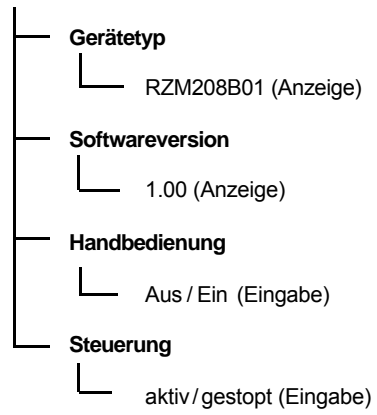 Gerätetyp
RZM208B01 (Anzeige)
Softwareversion
1.00 (Anzeige)
Handbedienung
Aus / Ein (Eingabe)
Steuerung
aktiv / gestopt (Eingabe)